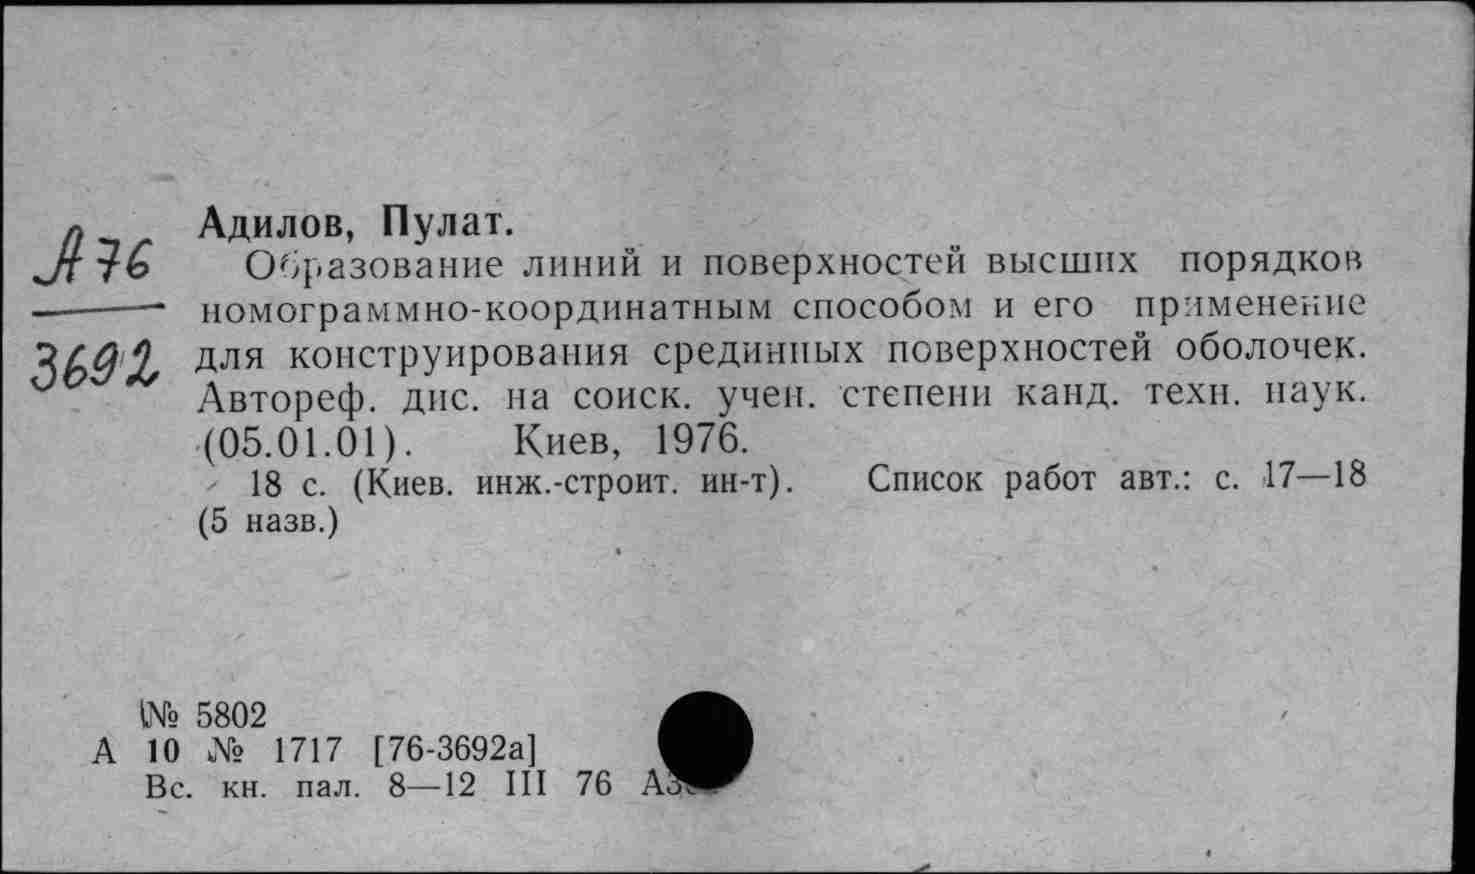 Адилов, Пулат.
А76
Образование линий и поверхностей высших порядков
номограммно-координатным способом и его применение
3692
для конструирования срединных поверхностей оболочек.
Автореф. дис. на соиск. учен. степени канд. техн. наук.
(05.01.01). Киев, 1976.
18 с. (Киев. инж.-строит. ин-т). Список работ авт.: с. 17—18
(5 назв.)
№ 5802
А 10 № 1717 [76-3692а]
Вс. кн. пал. 8—12 III 76